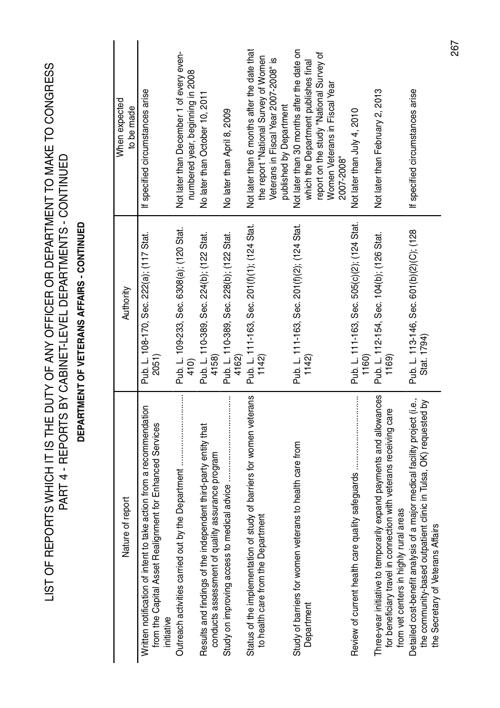 LIST OF REPORTS WHICH IT IS THE DUTY OF ANY OFFICER OR DEPARTMENT TO MAKE TO CONGRESS
PART 4 - REPORTS BY CABINET-LEVEL DEPARTMENTS - CONTINUED
DEPARTMENT OF VETERANS AFFAIRS - CONTINUED
Nature of report
Authority
When expected
to be made
Written notification of intent to take action from a recommendation
from the Capital Asset Realignment for Enhanced Services
initiative
Pub. L. 108-170, Sec. 222(a); (117 Stat.
2051)
If specified circumstances arise
Outreach activities carried out by the Department ..............................
Pub. L. 109-233, Sec. 6308(a); (120 Stat.
410)
Not later than December 1 of every even-
numbered year, beginning in 2008
Results and findings of the independent third-party entity that
conducts assessment of quality assurance program
Pub. L. 110-389, Sec. 224(b); (122 Stat.
4158)
No later than October 10, 2011
Study on improving access to medical advice ..............................
Pub. L. 110-389, Sec. 228(b); (122 Stat.
4162)
No later than April 8, 2009
Status of the implementation of study of barriers for women veterans
to health care from the Department
Pub. L. 111-163, Sec. 201(f)(1); (124 Stat.
1142)
Not later than 6 months after the date that
the report "National Survey of Women
Veterans in Fiscal Year 2007-2008" is
published by Department
Study of barriers for women veterans to health care from
Department
Pub. L. 111-163, Sec. 201(f)(2); (124 Stat.
1142)
Not later than 30 months after the date on
which the Department publishes final
report on the study "National Survey of
Women Veterans in Fiscal Year
2007-2008"
Review of current health care quality safeguards ..............................
Pub. L. 111-163, Sec. 505(c)(2); (124 Stat.
1160)
Not later than July 4, 2010
Three-year initiative to temporarily expand payments and allowances
for beneficiary travel in connection with veterans receiving care
from vet centers in highly rural areas
Pub. L. 112-154, Sec. 104(b); (126 Stat.
1169)
Not later than February 2, 2013
Detailed cost-benefit analysis of a major medical facility project (i.e.,
the community-based outpatient clinic in Tulsa, OK) requested by
the Secretary of Veterans Affairs
Pub. L. 113-146, Sec. 601(b)(2)(C); (128
Stat. 1794)
If specified circumstances arise
267